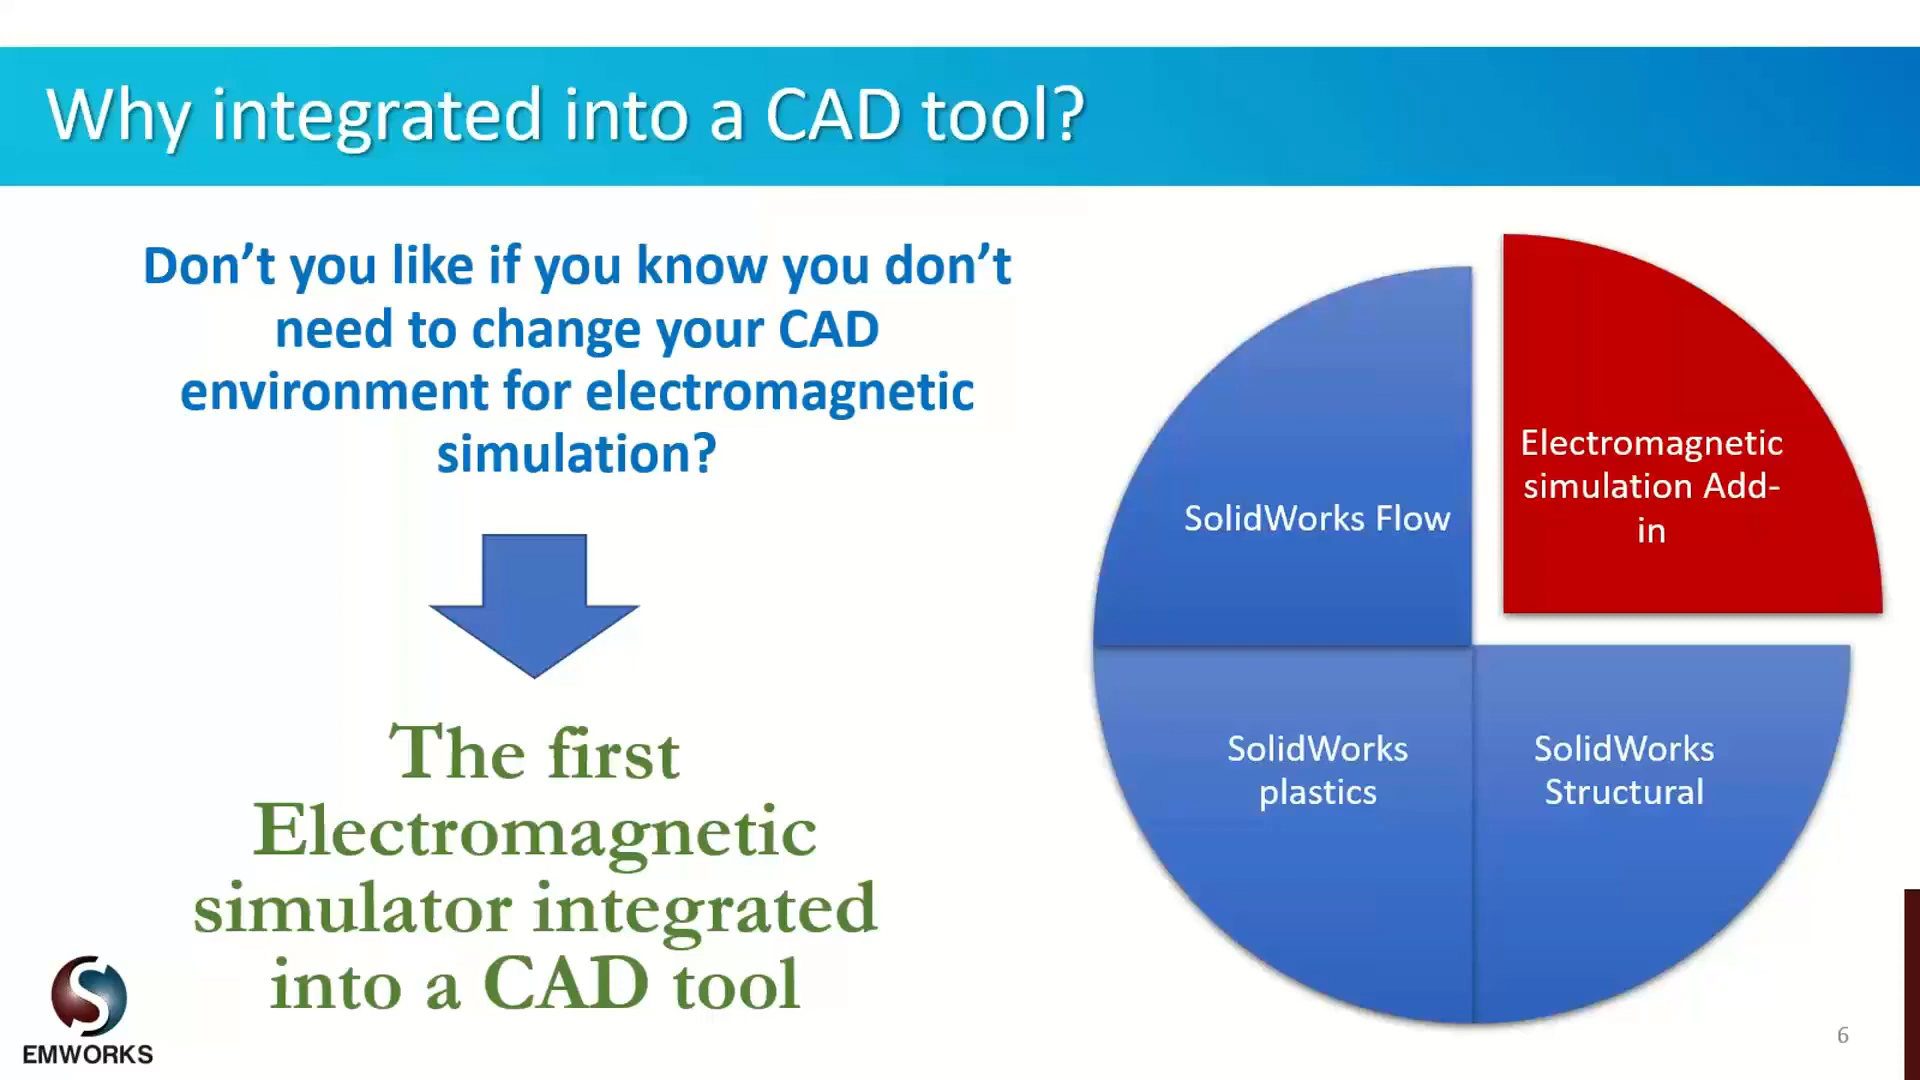 Why integrated into a CAD tool?
Don’t you like if you know you don’t
need to change your CAD
environment for electromagnetic
simulation?
The first
Electromagnetic
simulator integrated
into a CAD tool
SolidWorks Flow
Electromagnetic
simulation Add-
in
SolidWorks
plastics
SolidWorks
Structural
EMWORKS
6